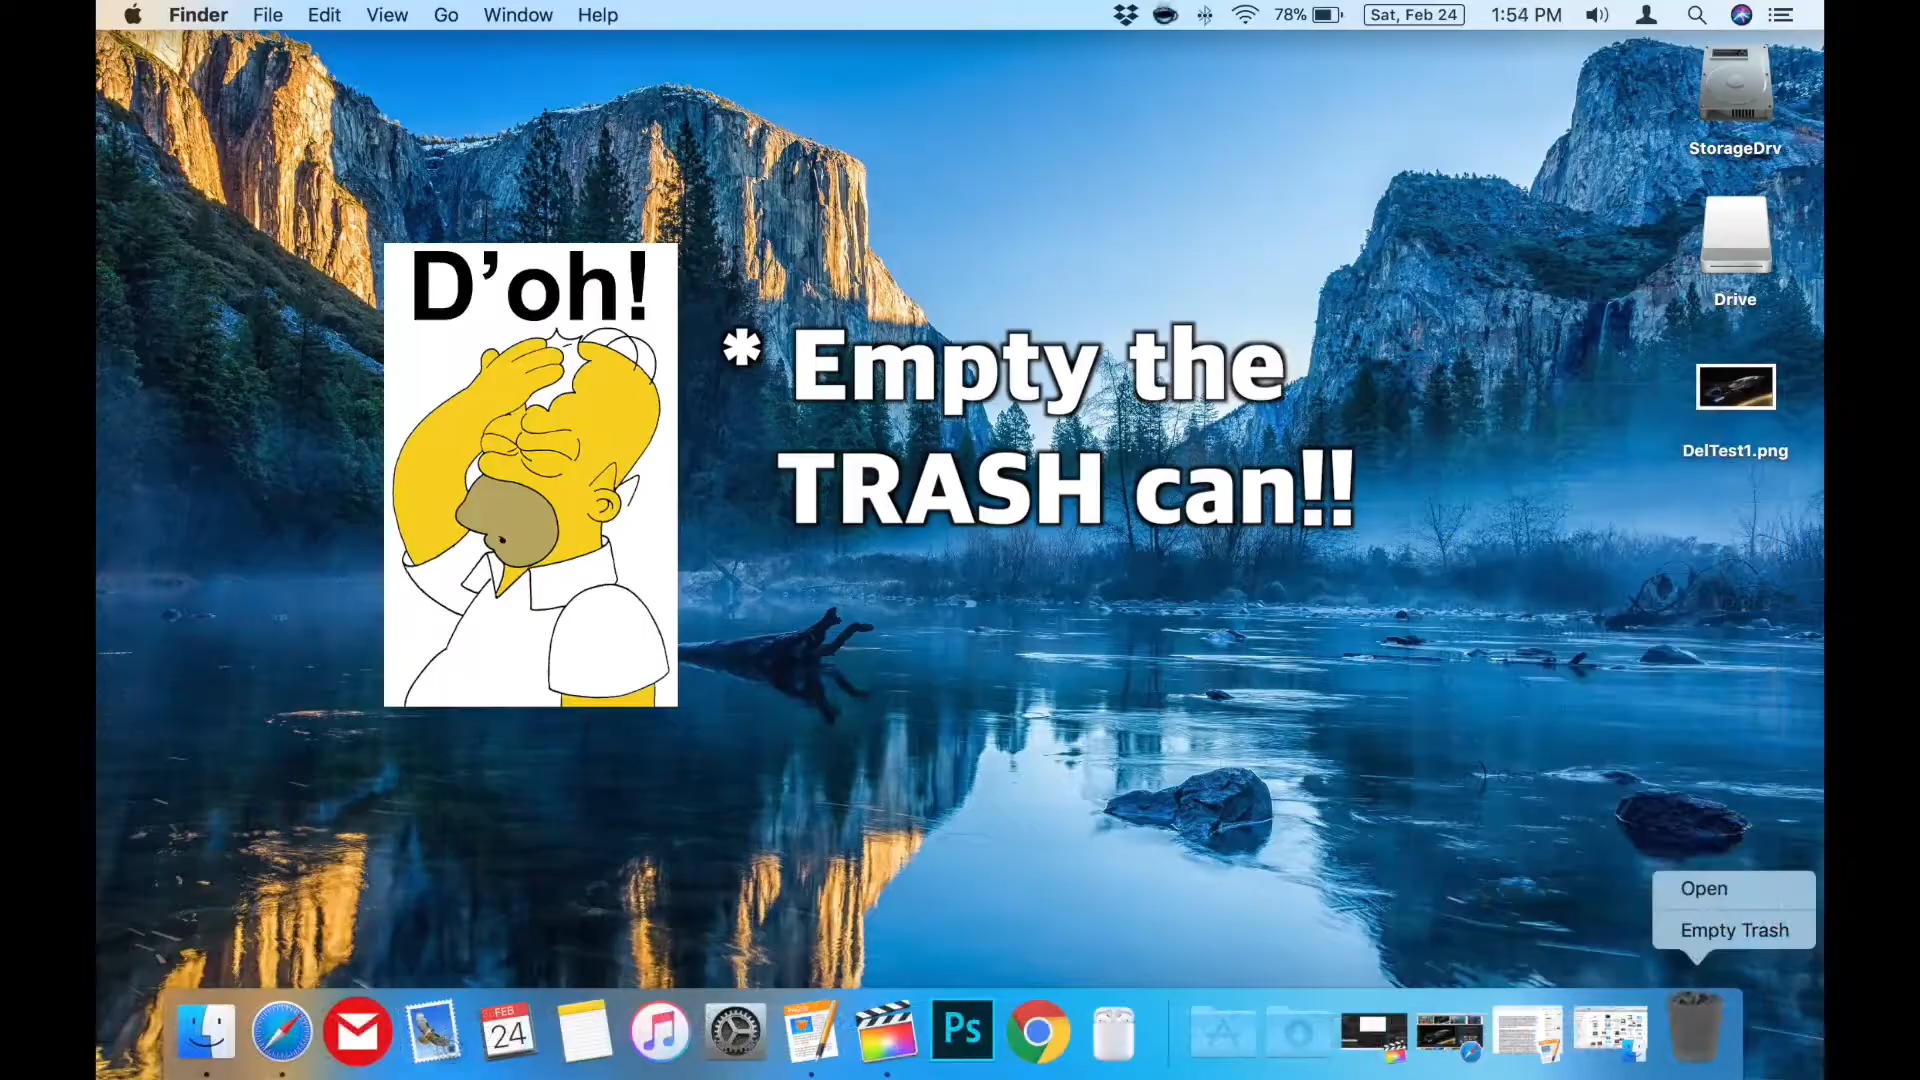 Finder File Edit View Go Window Help 78% Sat, Feb 24 1:54 PM
StorageDrv
Drive
DelTest1.png
D'oh!
* Empty the
TRASH can!!
Open
Empty Trash
FEB
24
Ps